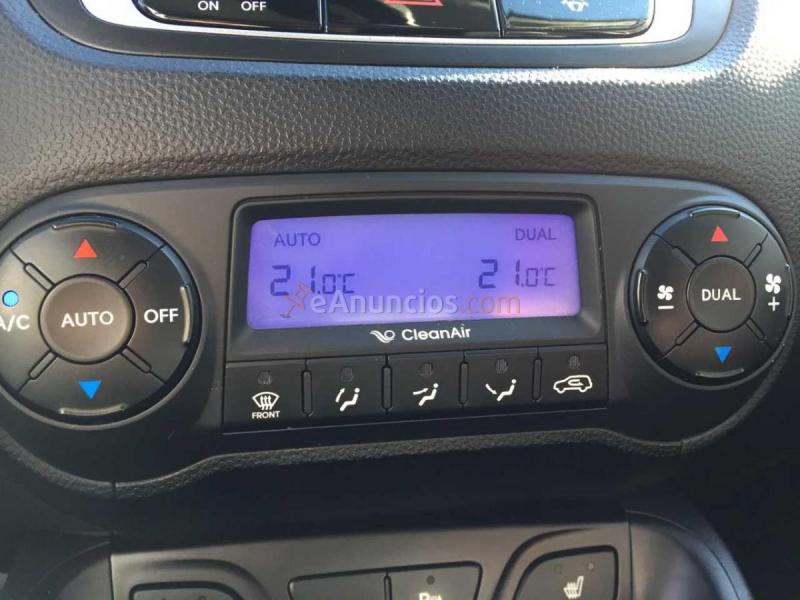 ON OFF
AUTO DUAL
21.0°C 21.0°C
eAnuncios.com
A/C AUTO OFF
DUAL
CleanAir
FRONT